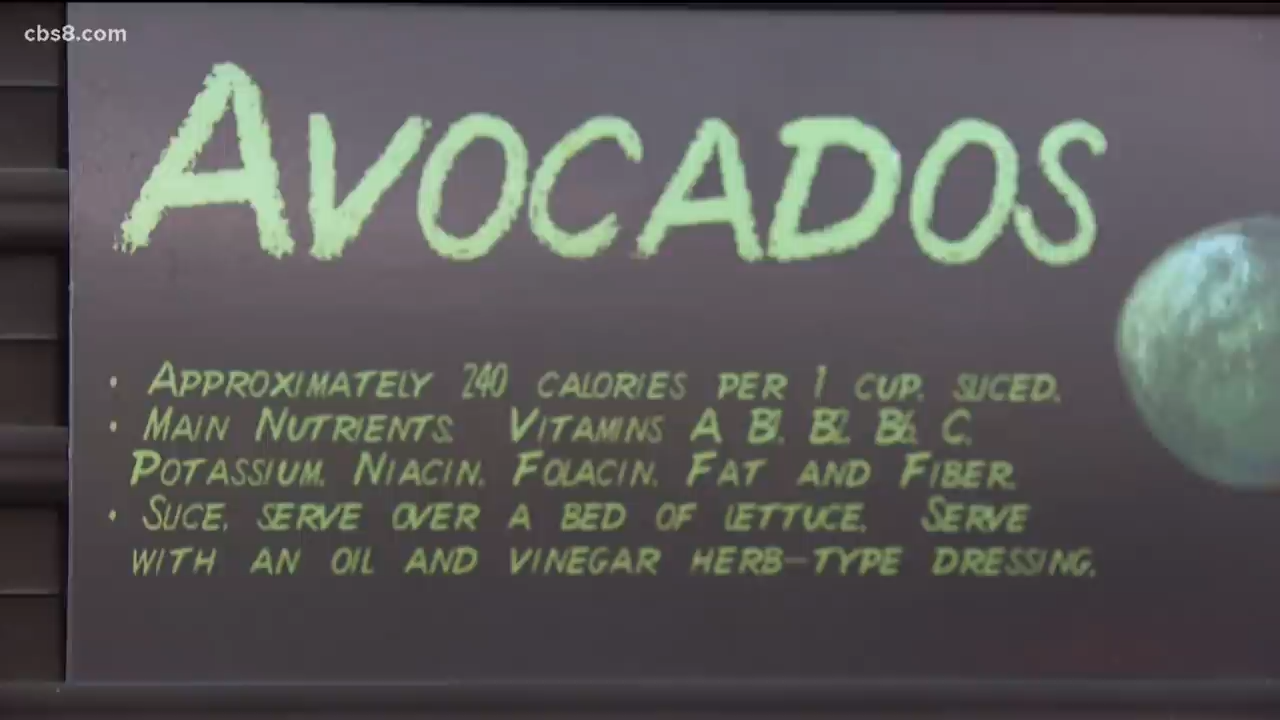 cbs8.com
AVOCADOS
• APPROXIMATELY 240 CALORIES PER 1 CUP, SLICED.
• MAIN NUTRIENTS VITAMINS A, B1, B2, B6, C,
POTASSIUM, NIACIN, FOLACIN, FAT AND FIBER.
• SLICE, SERVE OVER A BED OF LETTUCE. SERVE
WITH AN OIL AND VINEGAR HERB-TYPE DRESSING.